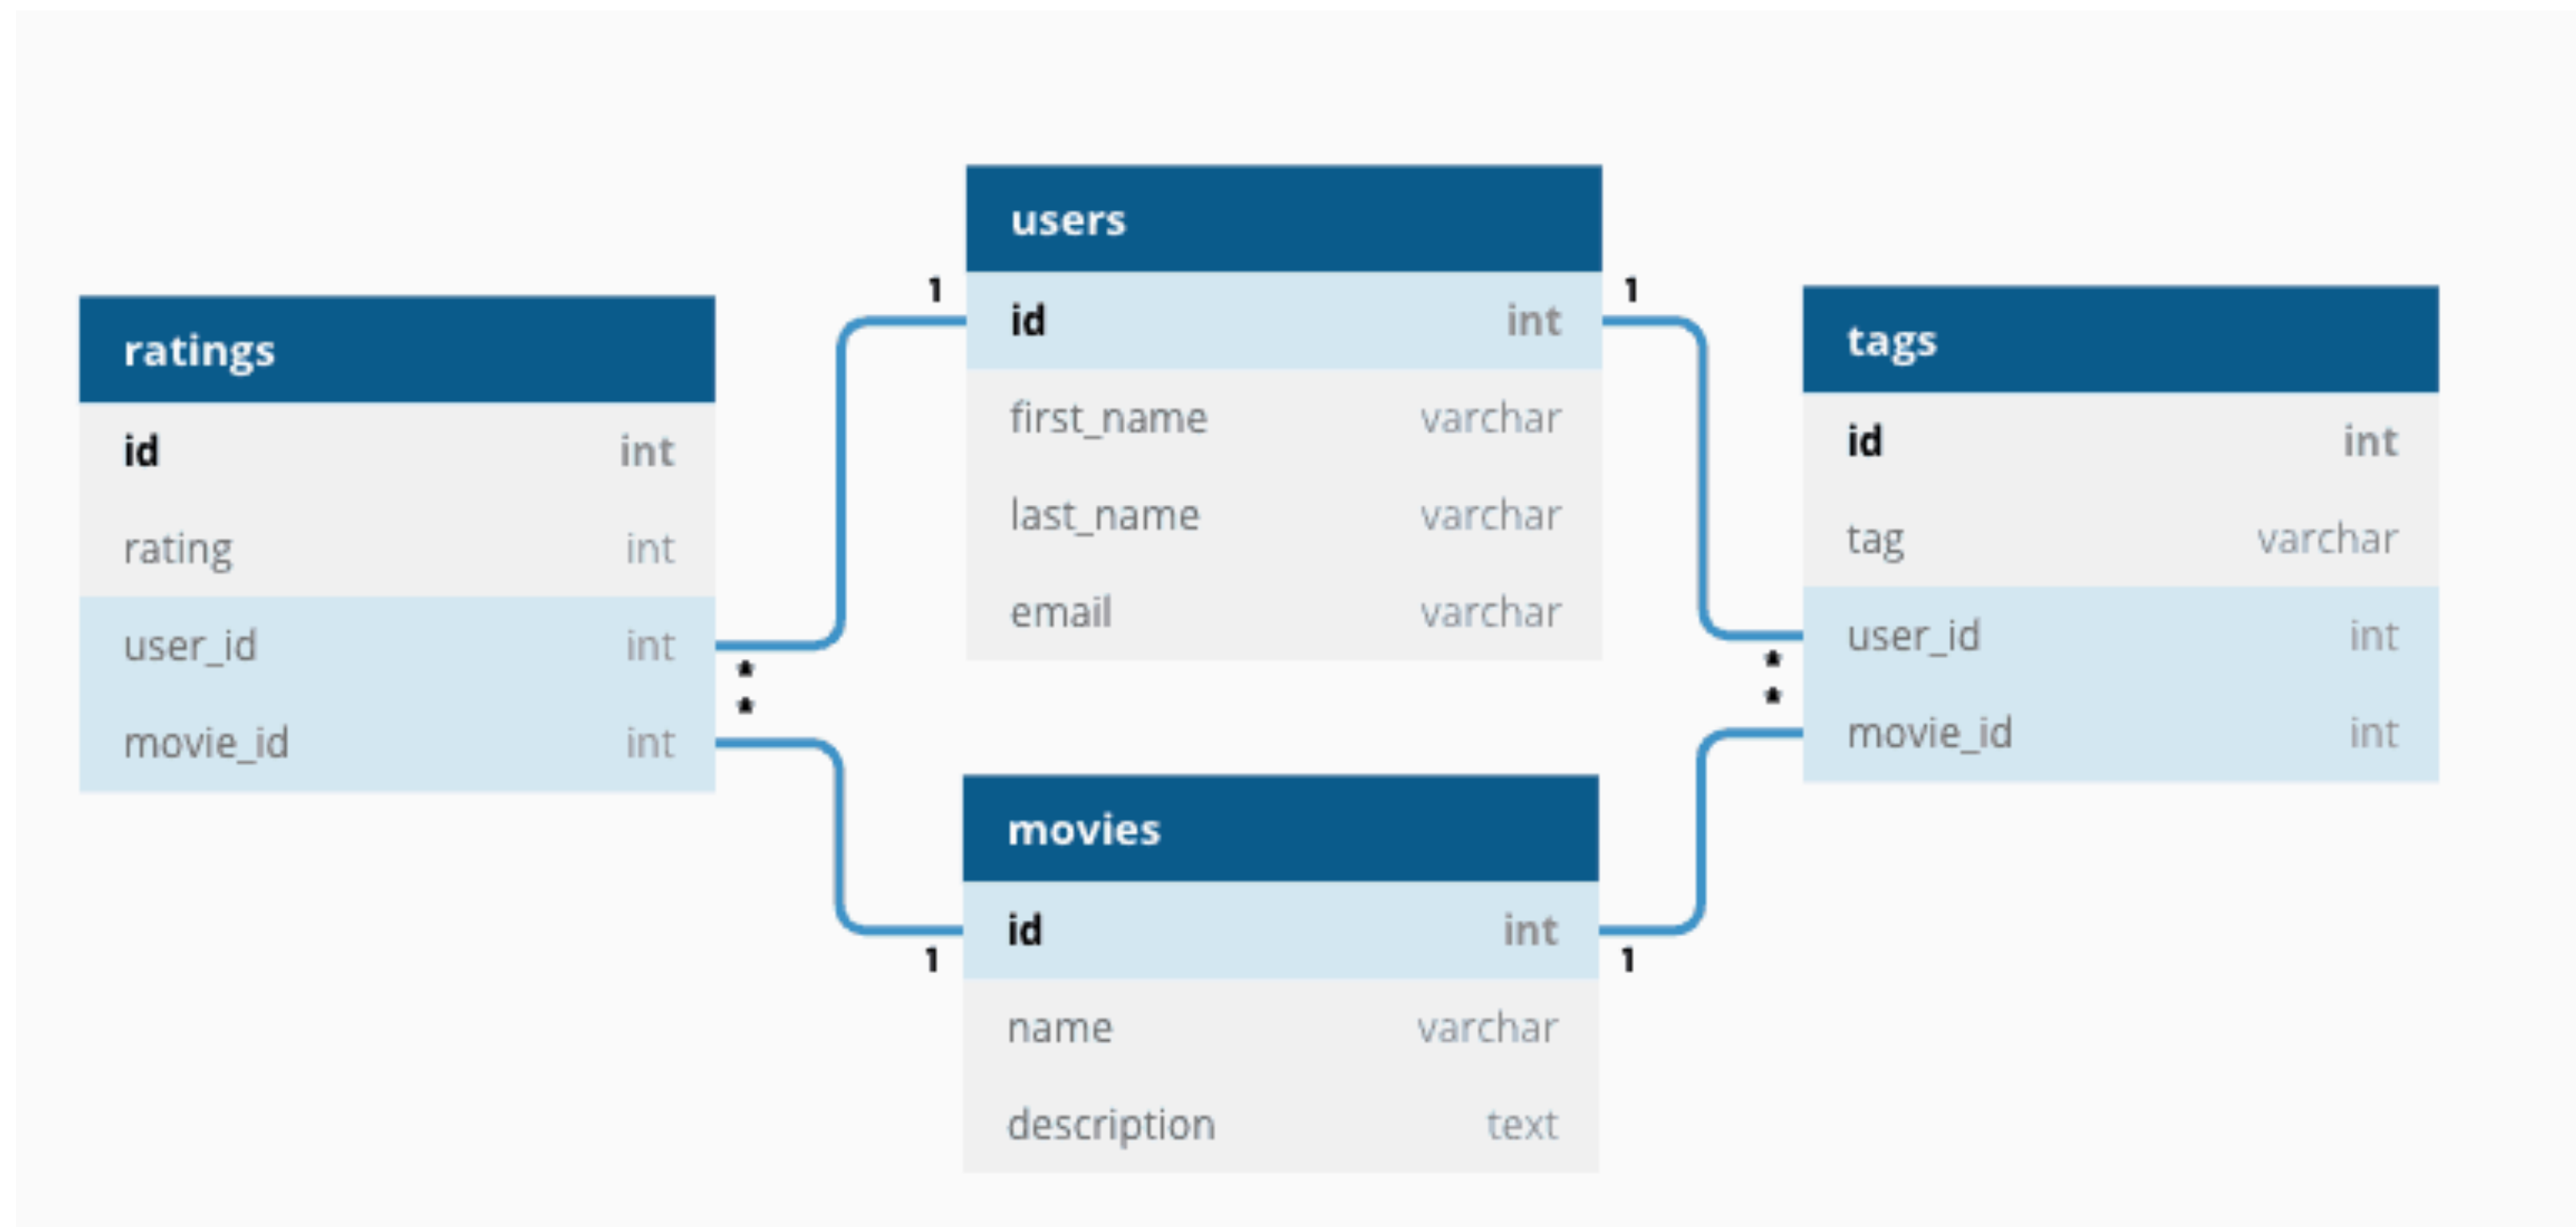 users
1
1
id int
first_name varchar
last_name varchar
email varchar
ratings
id int
rating int
user_id int
*
*
movie_id int
tags
id int
tag varchar
user_id int
*
*
movie_id int
movies
id int
1
1
name varchar
description text